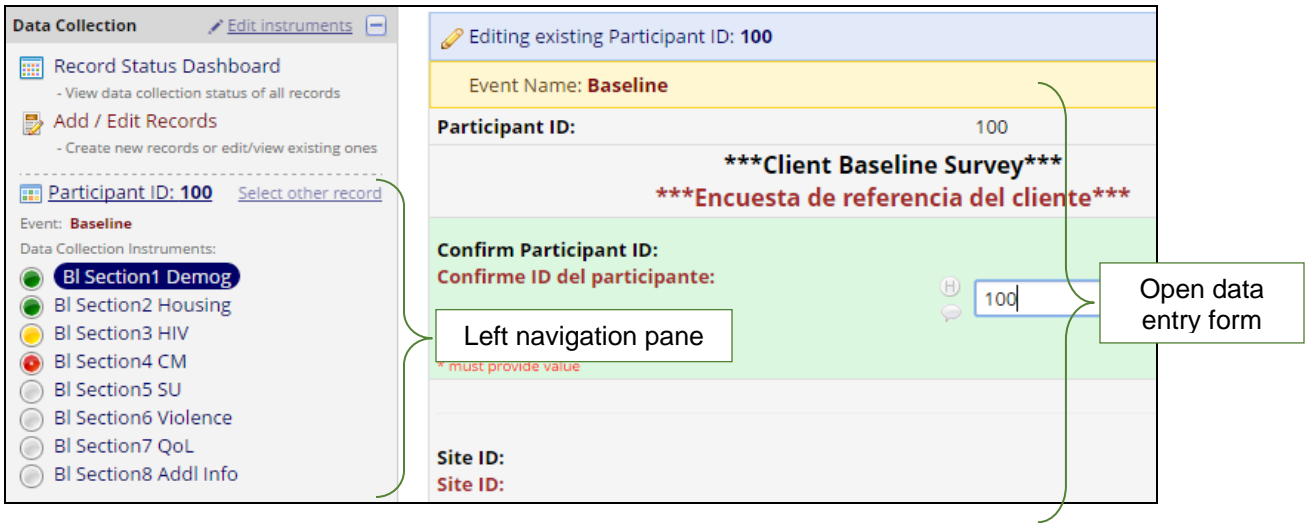 Data Collection
Edit instruments
Record Status Dashboard
- View data collection status of all records
Add / Edit Records
- Create new records or edit/view existing ones
Participant ID: 100 Select other record
Event: Baseline
Data Collection Instruments:
Bl Section1 Demog
Bl Section2 Housing
Bl Section3 HIV
Bl Section4 CM
Bl Section5 SU
Bl Section6 Violence
Bl Section7 QoL
Bl Section8 Addl Info
Left navigation pane
Editing existing Participant ID: 100
Event Name: Baseline
Participant ID: 100
***Client Baseline Survey***
***Encuesta de referencia del cliente***
Confirm Participant ID:
Confirme ID del participante:
H
100
* must provide value
Site ID:
Site ID:
Open data
entry form